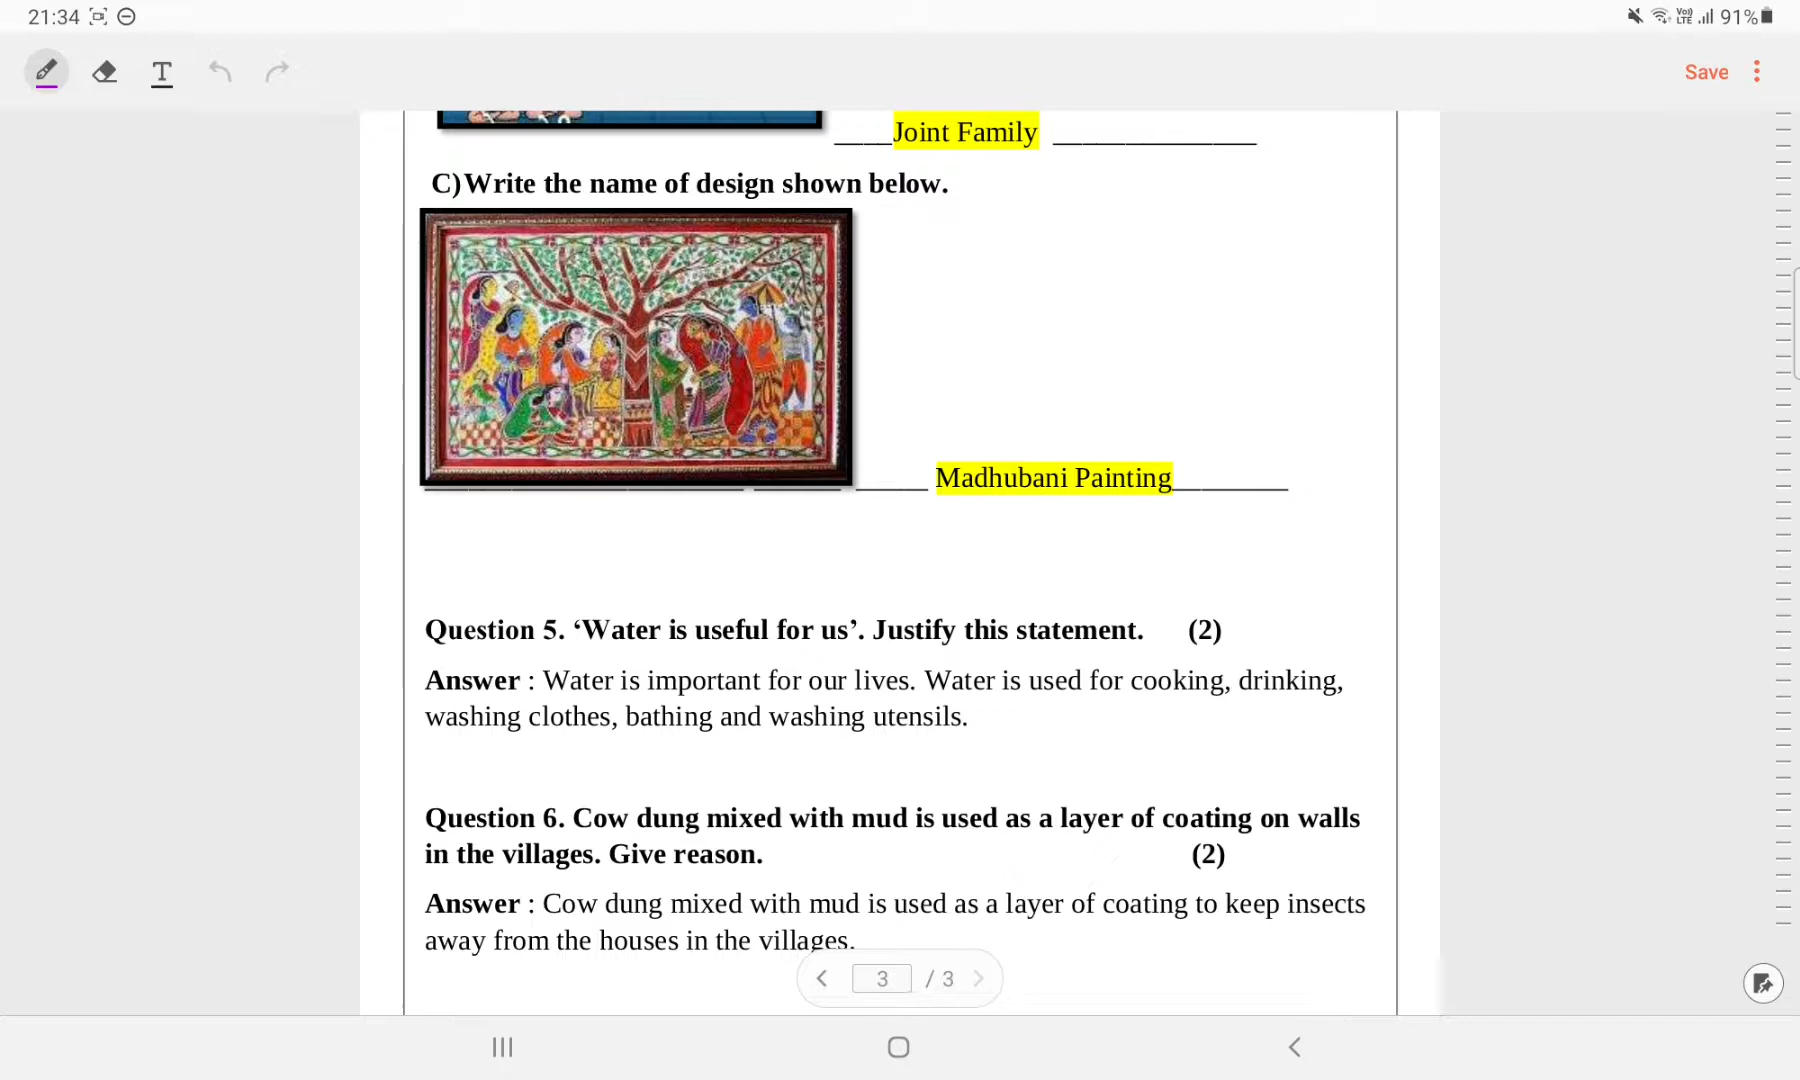 21:34
VoLTE 91%
T
Save
____Joint Family ______________
C)Write the name of design shown below.
Madhubani Painting________
Question 5. ‘Water is useful for us’. Justify this statement. (2)
Answer : Water is important for our lives. Water is used for cooking, drinking,
washing clothes, bathing and washing utensils.
Question 6. Cow dung mixed with mud is used as a layer of coating on walls
in the villages. Give reason. (2)
Answer : Cow dung mixed with mud is used as a layer of coating to keep insects
away from the houses in the villages.
3 / 3